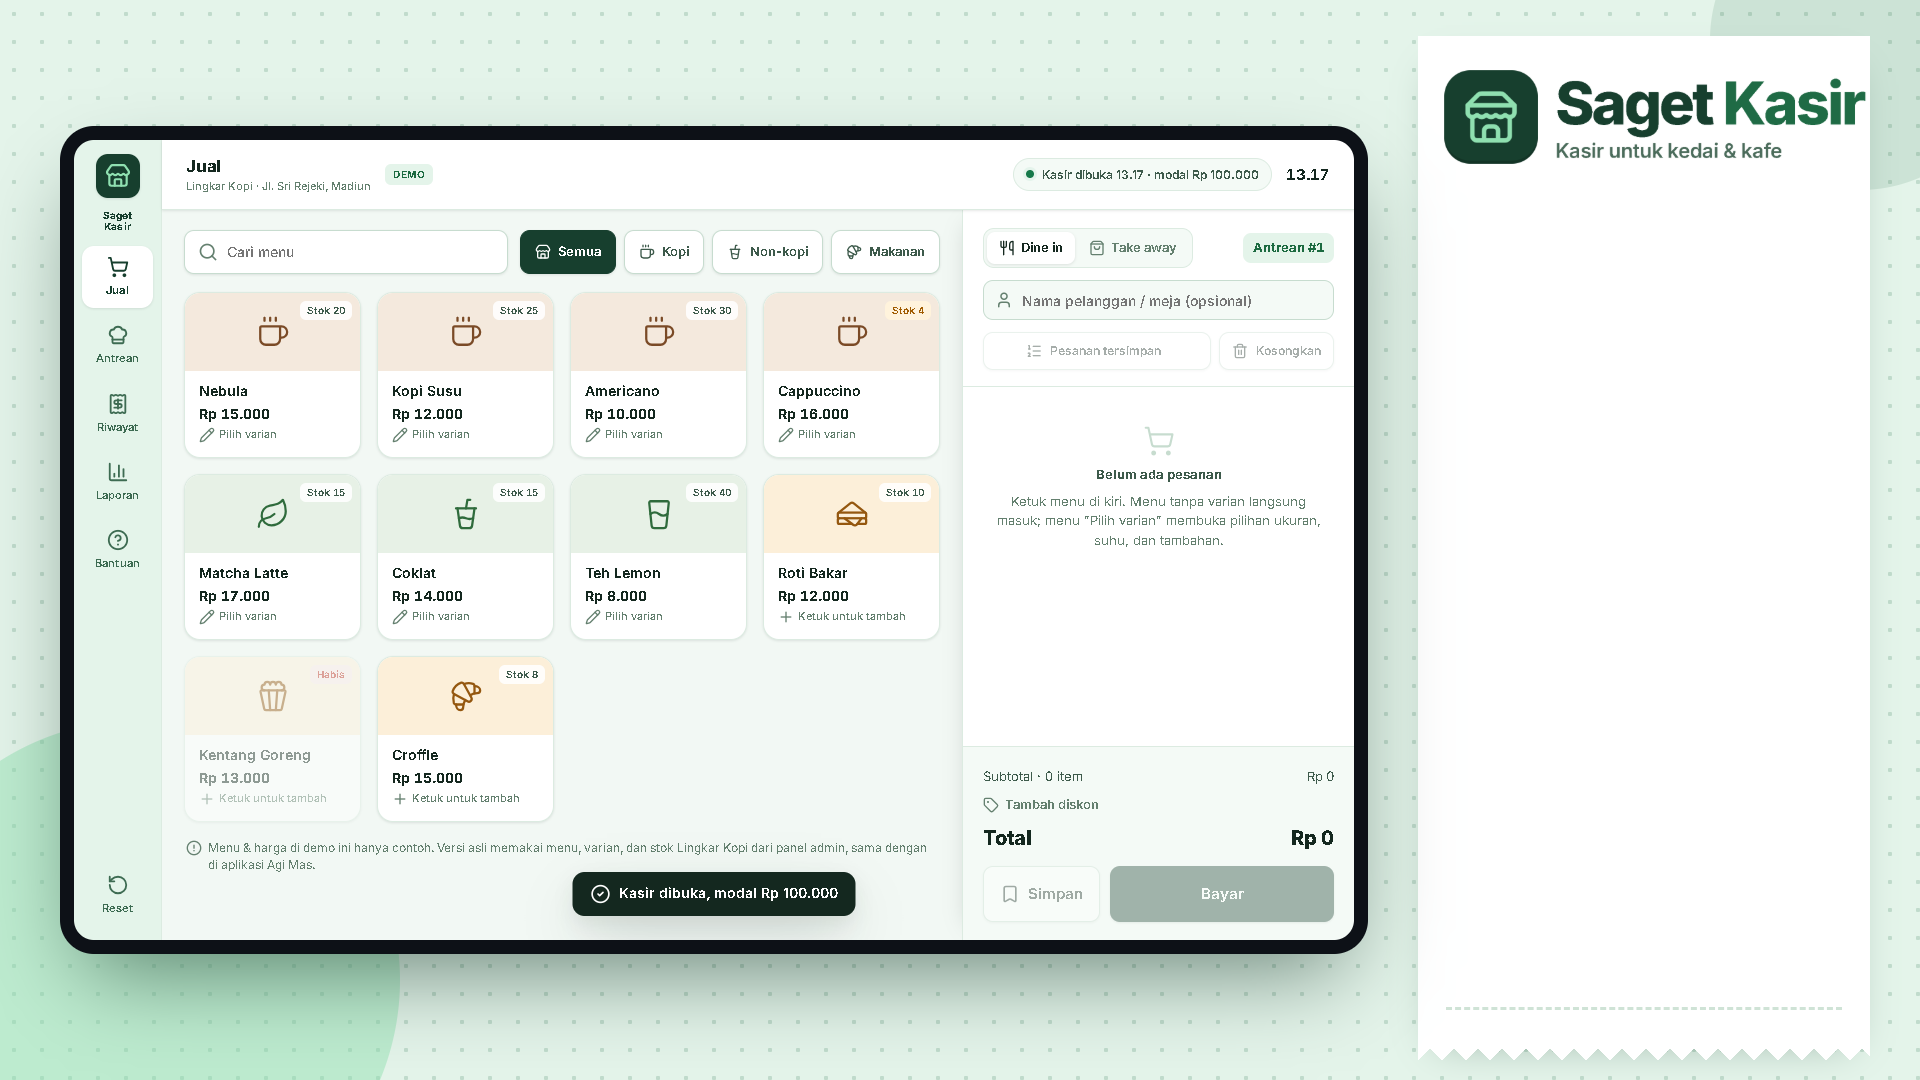 Saget
Kasir
Jual
Antrean
Riwayat
Laporan
Bantuan
Reset
Jual
Lingkar Kopi · Jl. Sri Rejeki, Madiun
DEMO
Kasir dibuka 13.17 · modal Rp 100.000
13.17
Cari menu
Semua
Kopi
Non-kopi
Makanan
Stok 20
Nebula
Rp 15.000
Pilih varian
Stok 25
Kopi Susu
Rp 12.000
Pilih varian
Stok 30
Americano
Rp 10.000
Pilih varian
Stok 4
Cappuccino
Rp 16.000
Pilih varian
Stok 15
Matcha Latte
Rp 17.000
Pilih varian
Stok 15
Coklat
Rp 14.000
Pilih varian
Stok 40
Teh Lemon
Rp 8.000
Pilih varian
Stok 10
Roti Bakar
Rp 12.000
Ketuk untuk tambah
Habis
Kentang Goreng
Rp 13.000
Ketuk untuk tambah
Stok 8
Croffle
Rp 15.000
Ketuk untuk tambah
Menu & harga di demo ini hanya contoh. Versi asli memakai menu, varian, dan stok Lingkar Kopi dari panel admin, sama dengan
di aplikasi Agi Mas.
Kasir dibuka, modal Rp 100.000
Dine in
Take away
Antrean #1
Nama pelanggan / meja (opsional)
Pesanan tersimpan
Kosongkan
Belum ada pesanan
Ketuk menu di kiri. Menu tanpa varian langsung
masuk; menu "Pilih varian" membuka pilihan ukuran,
suhu, dan tambahan.
Subtotal · 0 item
Rp 0
Tambah diskon
Total
Rp 0
Simpan
Bayar
Saget Kasir
Kasir untuk kedai & kafe